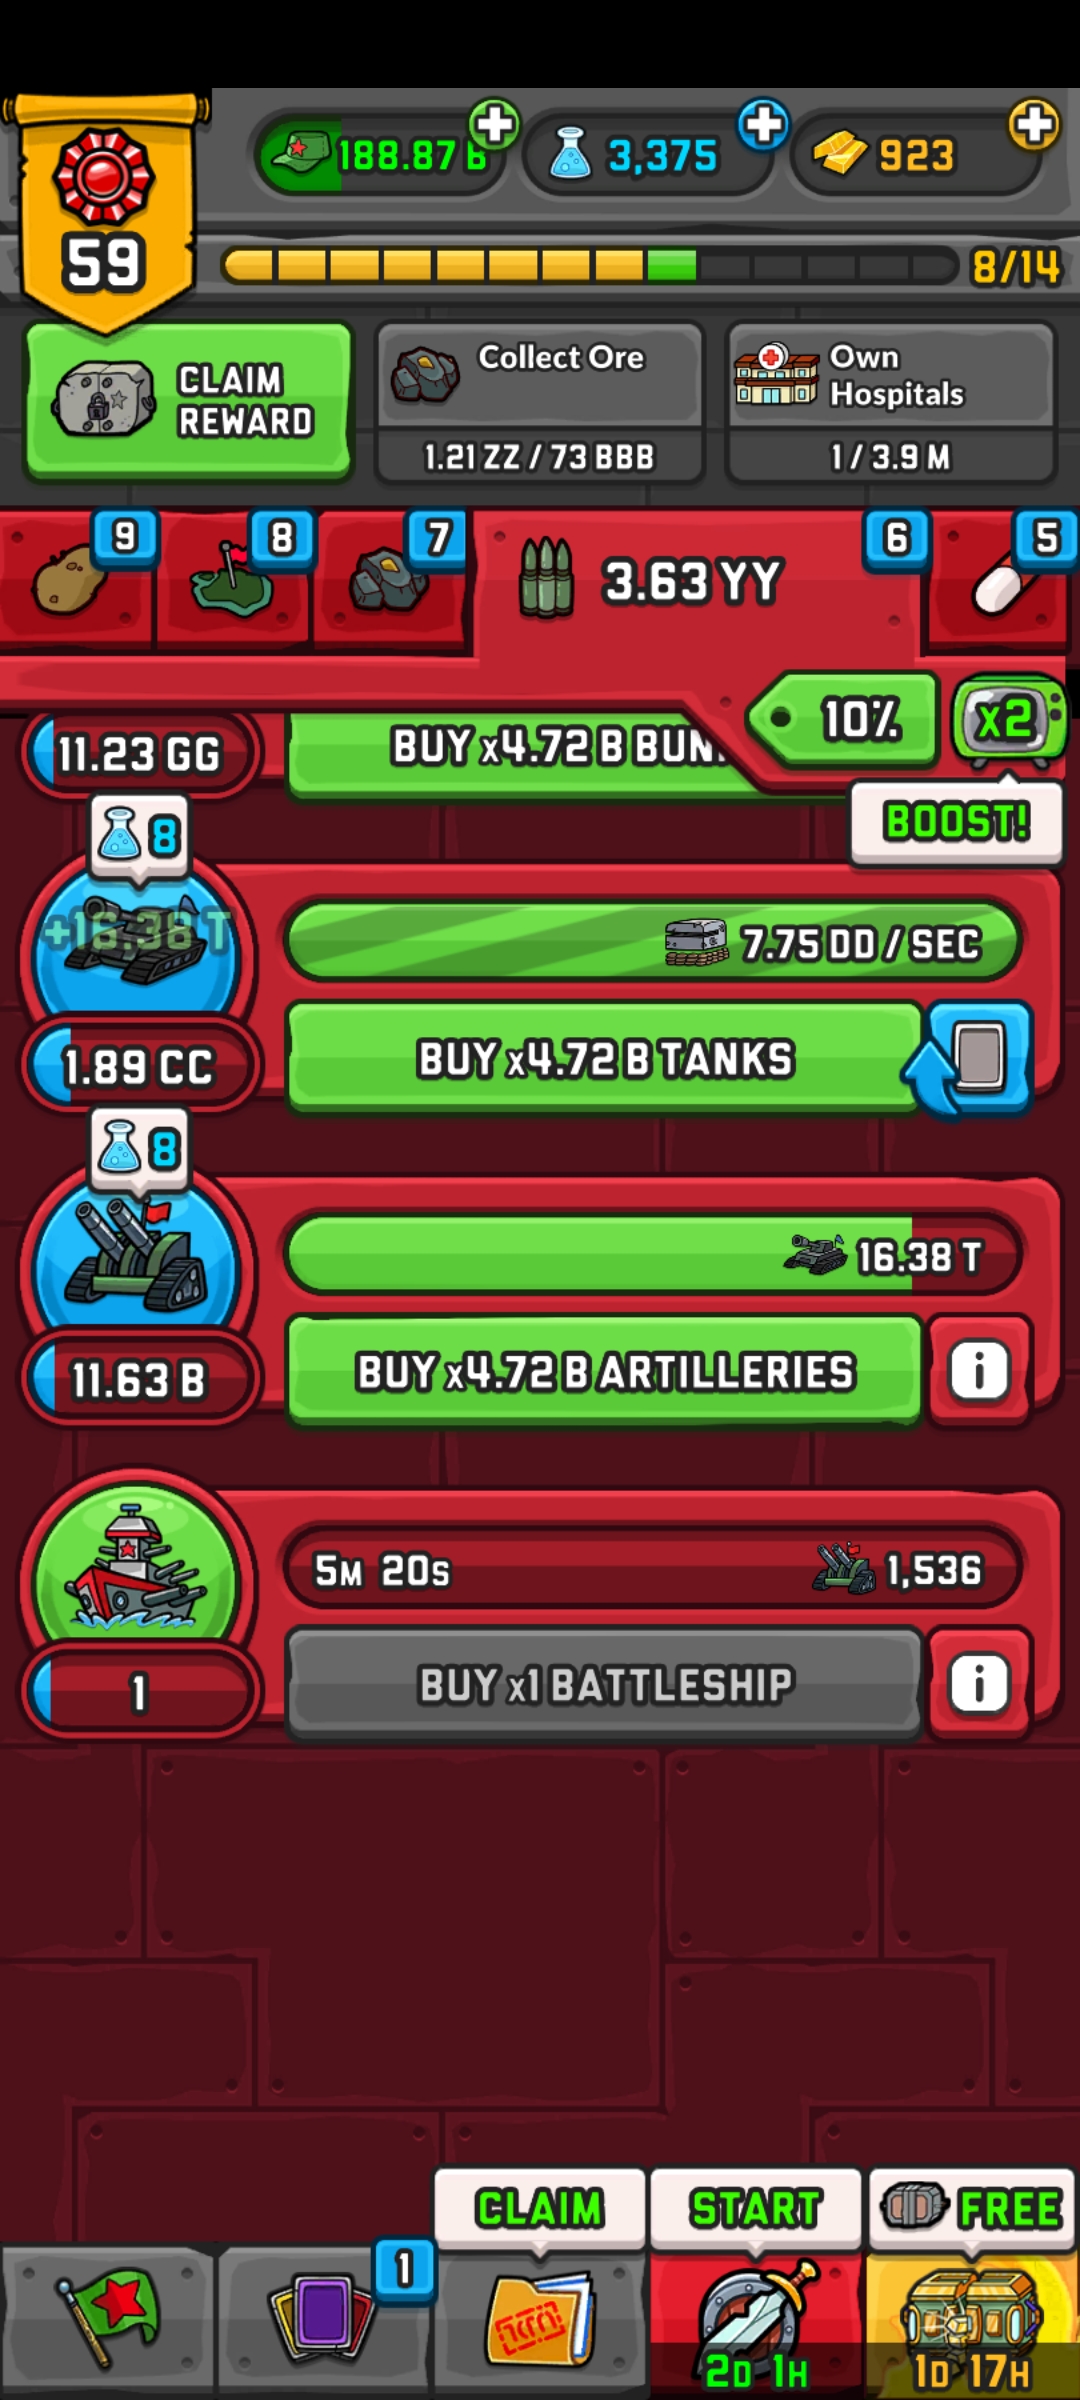 188.87 B
3,375
923
59
8/14
CLAIM
REWARD
Collect Ore
1.21 ZZ / 73 BBB
Own
Hospitals
1 / 3.9 M
9
8
7
3.63 YY
6
5
10%
x2
BOOST!
11.23 GG
BUY x4.72 B BUN
8
+16.38 T
7.75 DD / SEC
1.89 CC
BUY x4.72 B TANKS
8
16.38 T
11.63 B
BUY x4.72 B ARTILLERIES
i
5M 20S
1,536
1
BUY x1 BATTLESHIP
i
CLAIM
START
FREE
1
2D 1H
1D 17H